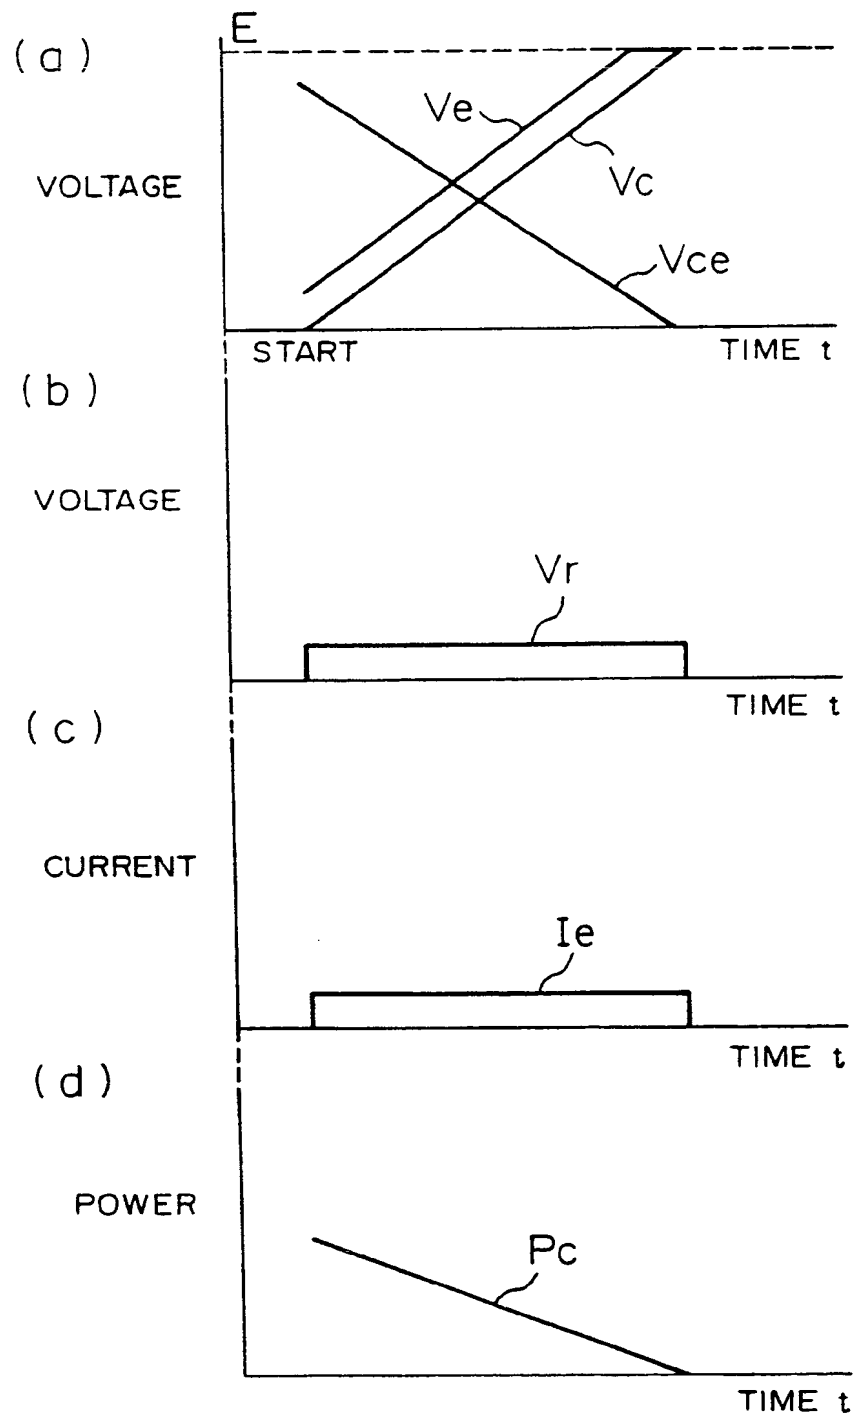 (a)
E
VOLTAGE
Ve
Vc
Vce
START
TIME t
(b)
VOLTAGE
Vr
TIME t
(c)
CURRENT
Ie
TIME t
(d)
POWER
Pc
TIME t